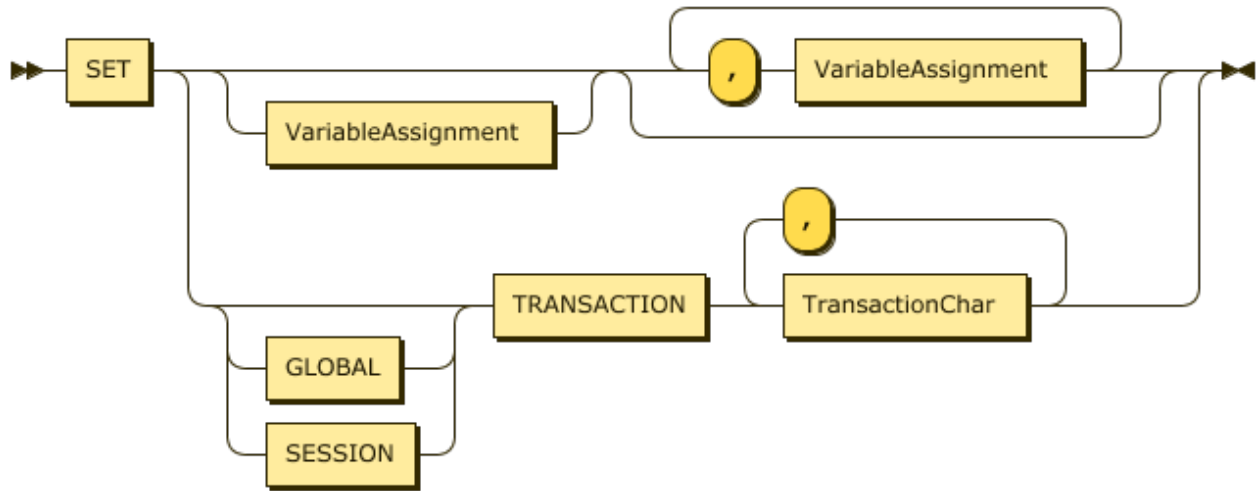 SET
, VariableAssignment
VariableAssignment
,
TRANSACTION TransactionChar
GLOBAL
SESSION